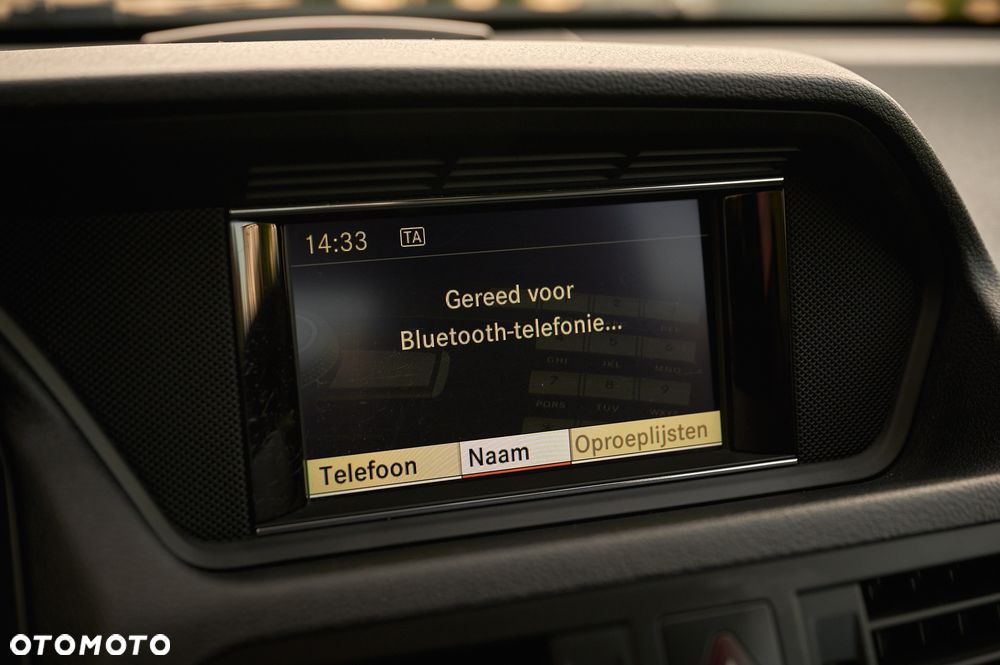 14:33 TA
Gereed voor
Bluetooth-telefonie...
Telefoon Naam Oproeplijsten
OTOMOTO